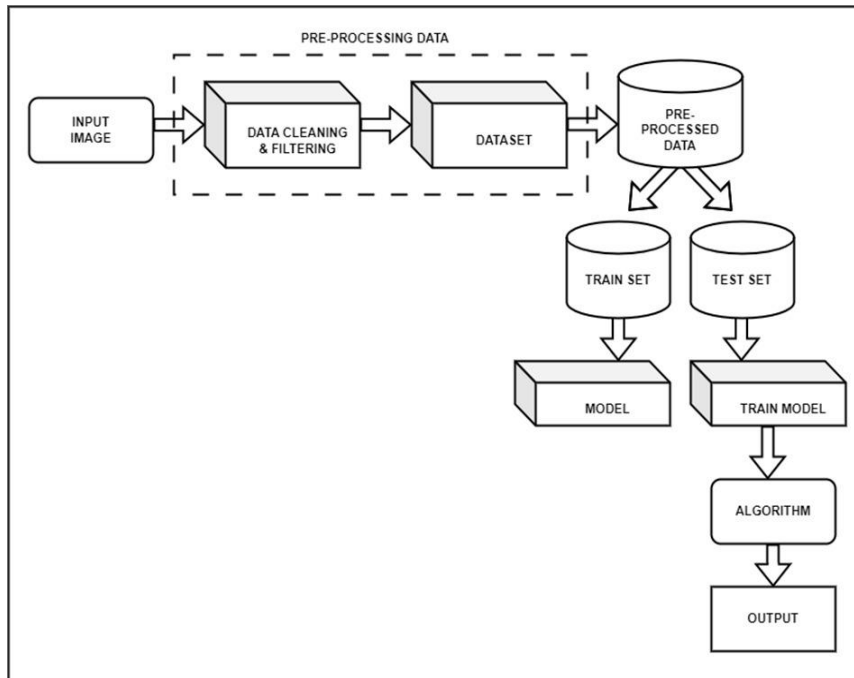 PRE-PROCESSING DATA
INPUT
IMAGE
DATA CLEANING
& FILTERING
DATASET
PRE-
PROCESSED
DATA
TRAIN SET
TEST SET
MODEL
TRAIN MODEL
ALGORITHM
OUTPUT